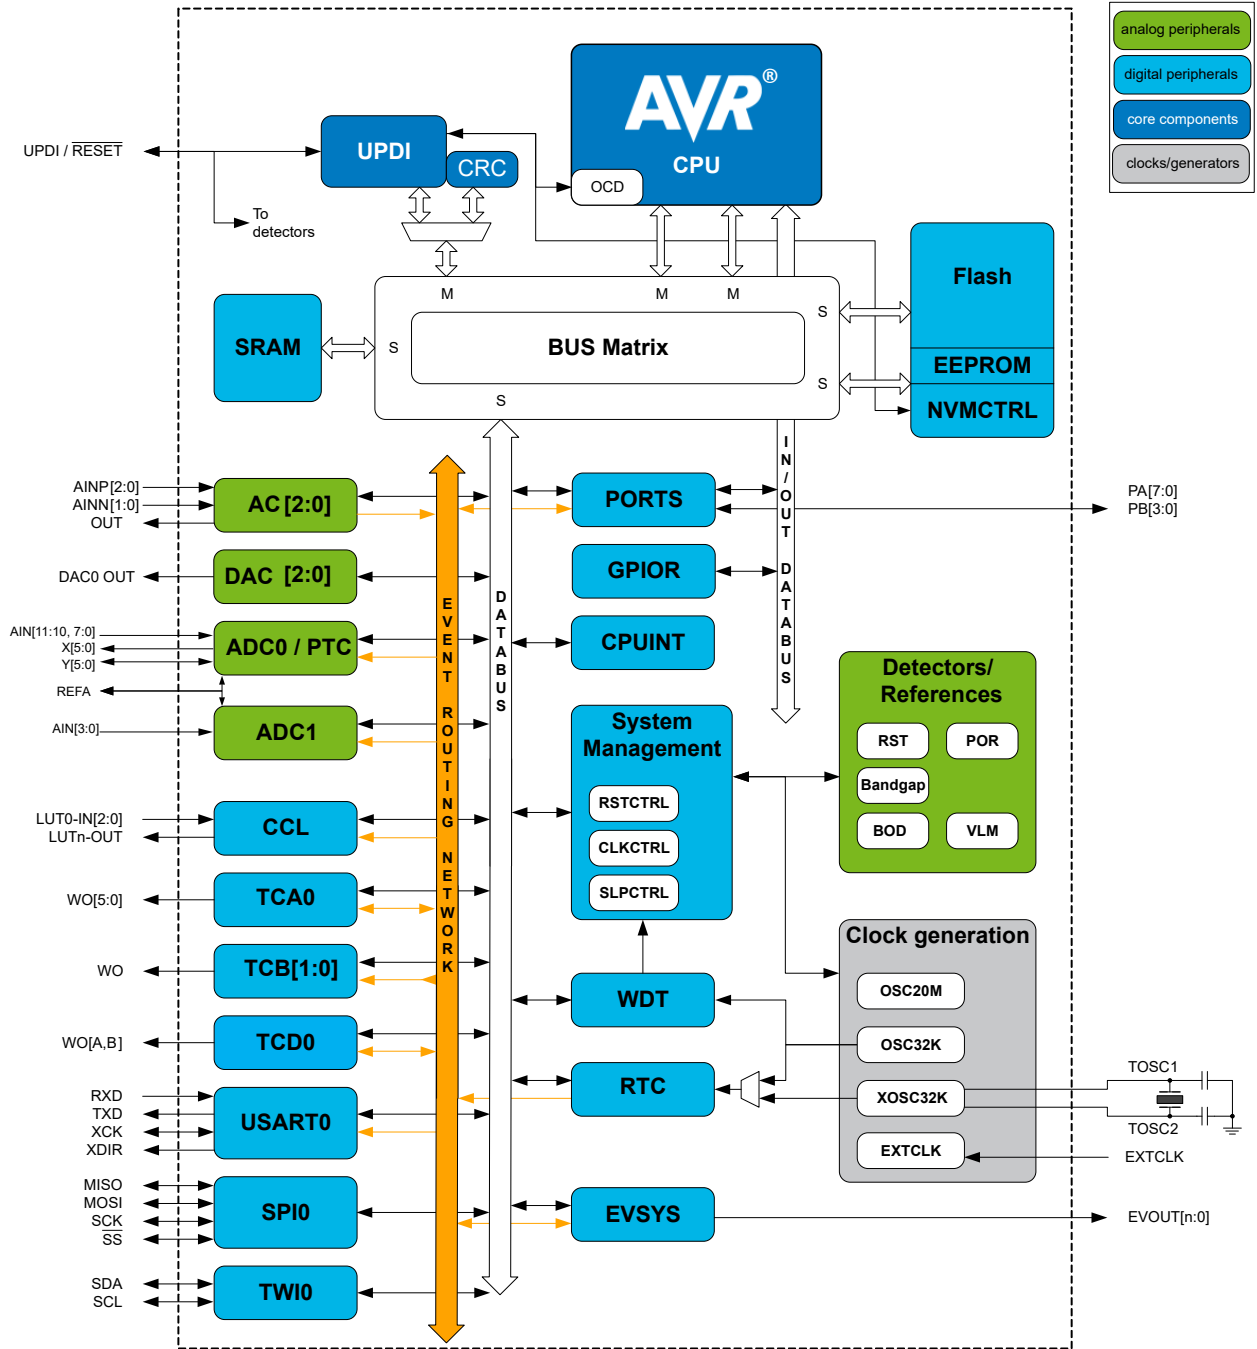 analog peripherals
digital peripherals
core components
clocks/generators
AVR®
CPU
OCD
UPDI
CRC
UPDI / RESET
To
detectors
M
M
M
S
S
S
S
BUS Matrix
SRAM
Flash
EEPROM
NVMCTRL
IN/OUT DATABUS
DATABUS
EVENT ROUTING NETWORK
AINP[2:0]
AINN[1:0]
OUT
AC [2:0]
DAC0 OUT
DAC [2:0]
AIN[11:10, 7:0]
X[5:0]
Y[5:0]
ADC0 / PTC
REFA
AIN[3:0]
ADC1
LUT0-IN[2:0]
LUTn-OUT
CCL
WO[5:0]
TCA0
WO
TCB[1:0]
WO[A,B]
TCD0
RXD
TXD
XCK
XDIR
USART0
MISO
MOSI
SCK
SS
SPI0
SDA
SCL
TWI0
PORTS
PA[7:0]
PB[3:0]
GPIOR
CPUINT
System
Management
RSTCTRL
CLKCTRL
SLPCTRL
WDT
RTC
EVSYS
EVOUT[n:0]
Detectors/
References
RST
POR
Bandgap
BOD
VLM
Clock generation
OSC20M
OSC32K
XOSC32K
EXTCLK
TOSC1
TOSC2
EXTCLK